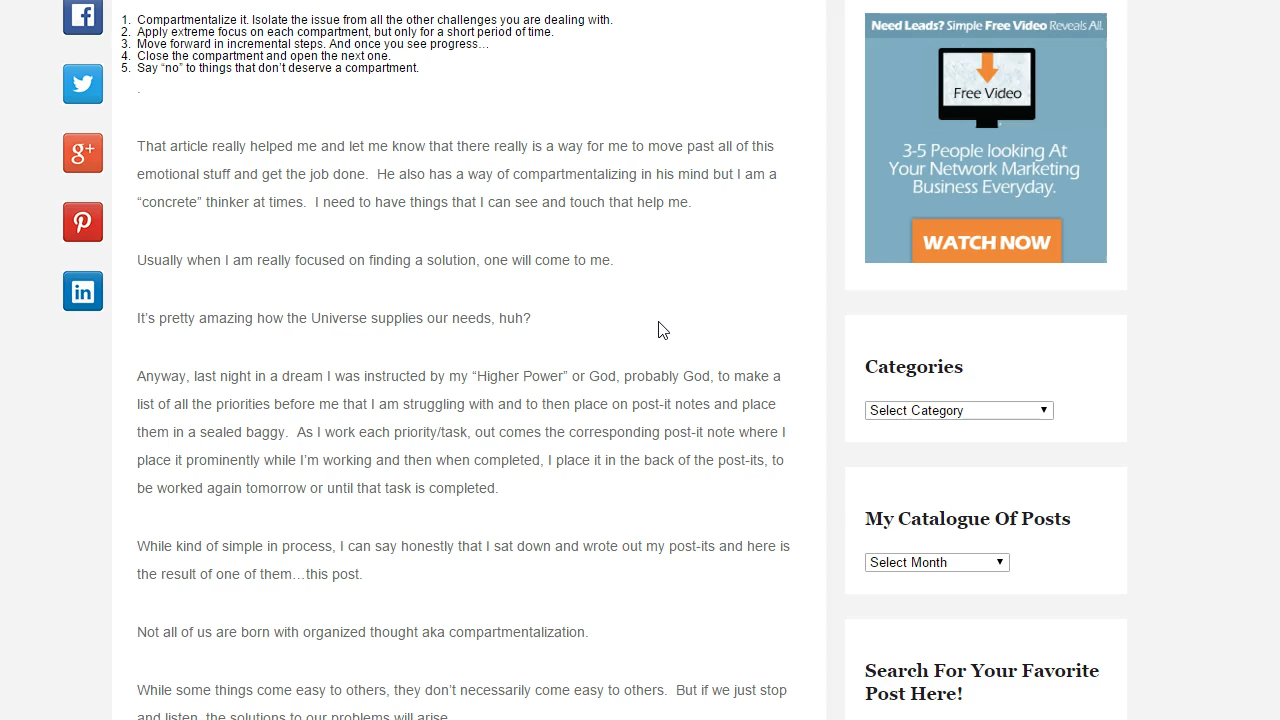 1. Compartmentalize it. Isolate the issue from all the other challenges you are dealing with.
2. Apply extreme focus on each compartment but only for a short period of time.
3. Move forward in incremental steps. And once you see progress…
4. Close the compartment and open the next one.
5. Say “no” to things that don’t deserve a compartment.
.
That article really helped me and let me know that there really is a way for me to move past all of this
emotional stuff and get the job done.  He also has a way of compartmentalizing in his mind but I am a
“concrete” thinker at times.  I need to have things that I can see and touch that help me.
Usually when I am really focused on finding a solution, one will come to me.
It’s pretty amazing how the Universe supplies our needs, huh?
Anyway, last night in a dream I was instructed by my “Higher Power” or God, probably God, to make a
list of all the priorities before me that I am struggling with and to then place on post-it notes and place
them in a sealed baggy.  As I work each priority/task, out comes the corresponding post-it note where I
place it prominently while I’m working and then when completed, I place it in the back of the post-its, to
be worked again tomorrow or until that task is completed.
While kind of simple in process, I can say honestly that I sat down and wrote out my post-its and here is
the result of one of them…this post.
Not all of us are born with organized thought aka compartmentalization.
While some things come easy to others, they don’t necessarily come easy to others.  But if we just stop
and listen, the solutions to our problems will arise.
f
g+
in
Need Leads? Simple Free Video Reveals All.
Free Video
3-5 People looking At
Your Network Marketing
Business Everyday.
WATCH NOW
Categories
Select Category
My Catalogue Of Posts
Select Month
Search For Your Favorite
Post Here!